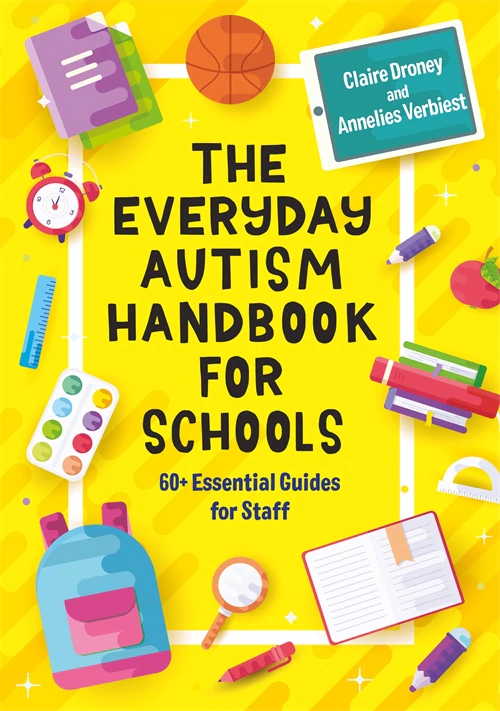 Claire Droney
and
Annelies Verbiest
THE
EVERYDAY
AUTISM
HANDBOOK
FOR
SCHOOLS
60+ Essential Guides
for Staff